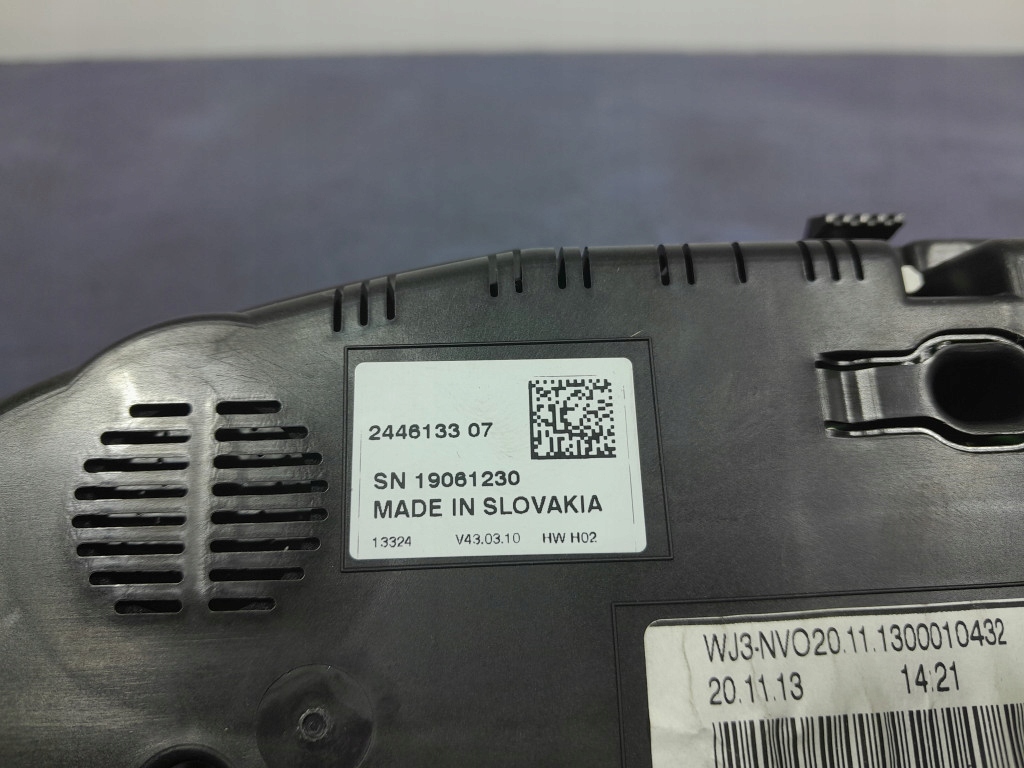 2446133 07
SN 19061230
MADE IN SLOVAKIA
13324 V43.03.10 HW H02
WJ3-NVO20.11.1300010432
20.11.13 14:21